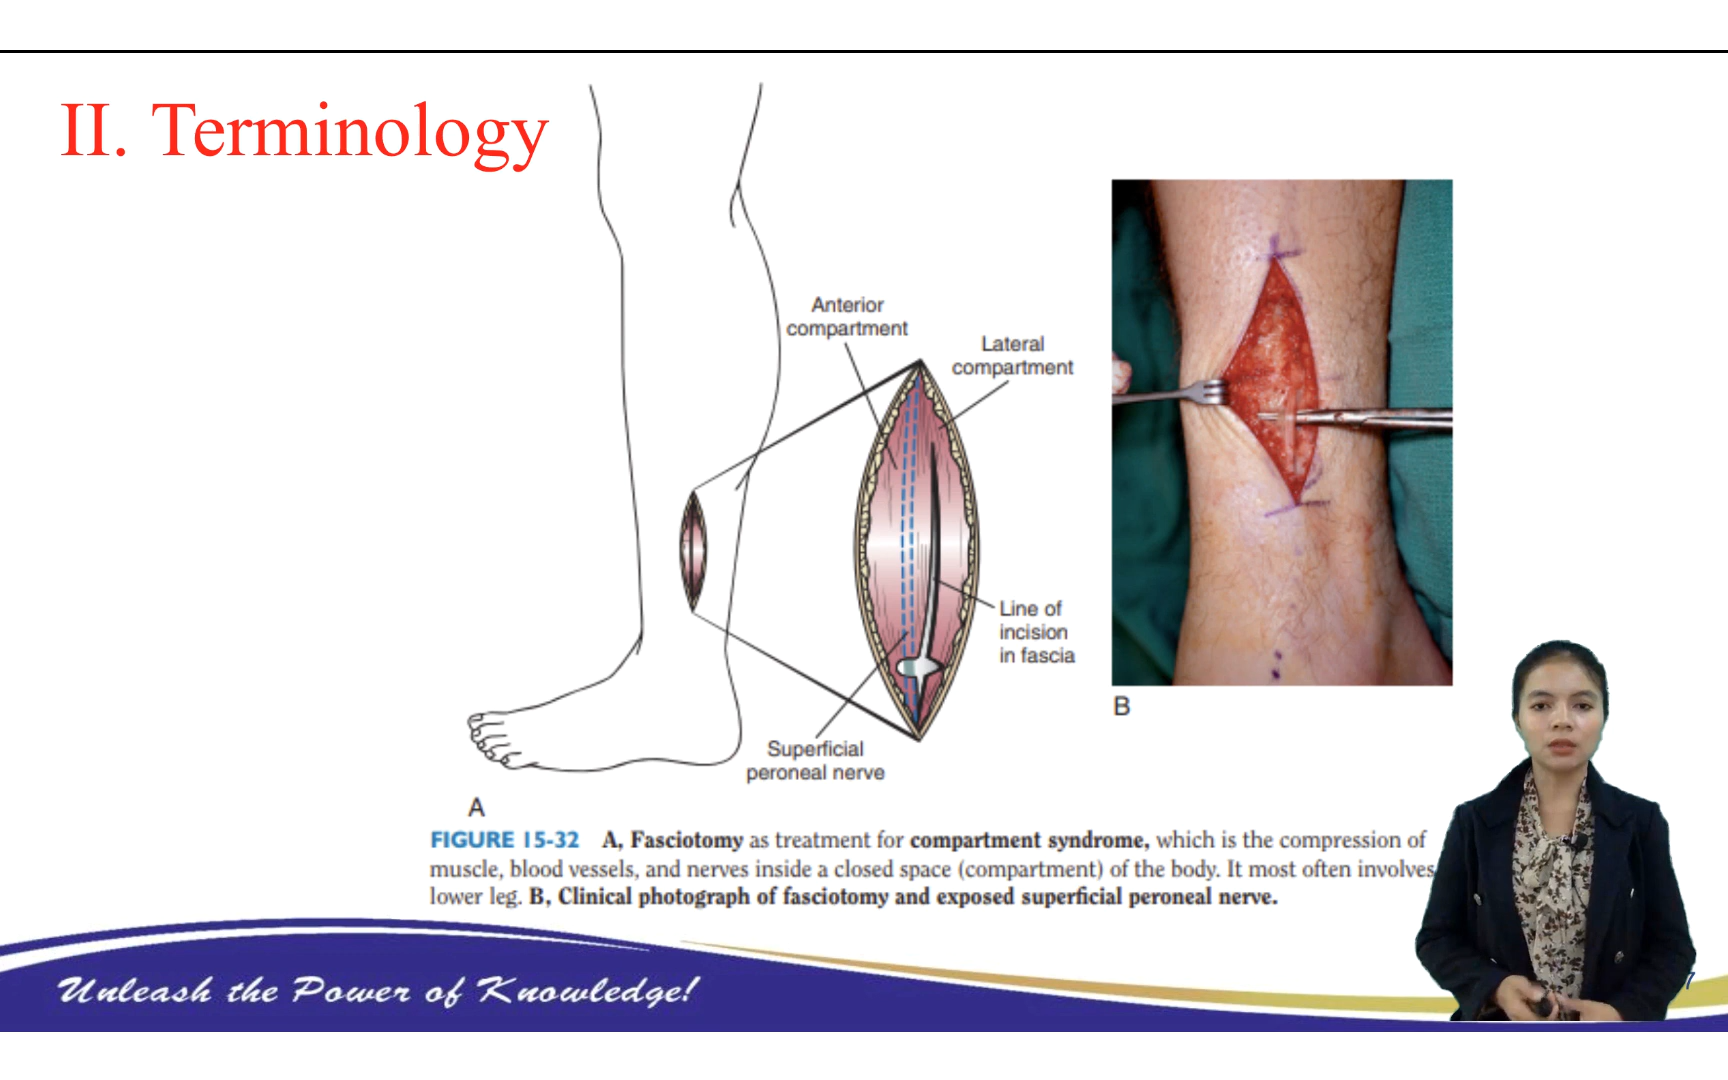 II. Terminology
Anterior
compartment
Lateral
compartment
Line of
incision
in fascia
Superficial
peroneal nerve
A
B
FIGURE 15-32 A, Fasciotomy as treatment for compartment syndrome, which is the compression of
muscle, blood vessels, and nerves inside a closed space (compartment) of the body. It most often involves
lower leg. B, Clinical photograph of fasciotomy and exposed superficial peroneal nerve.
Unleash the Power of Knowledge!
7